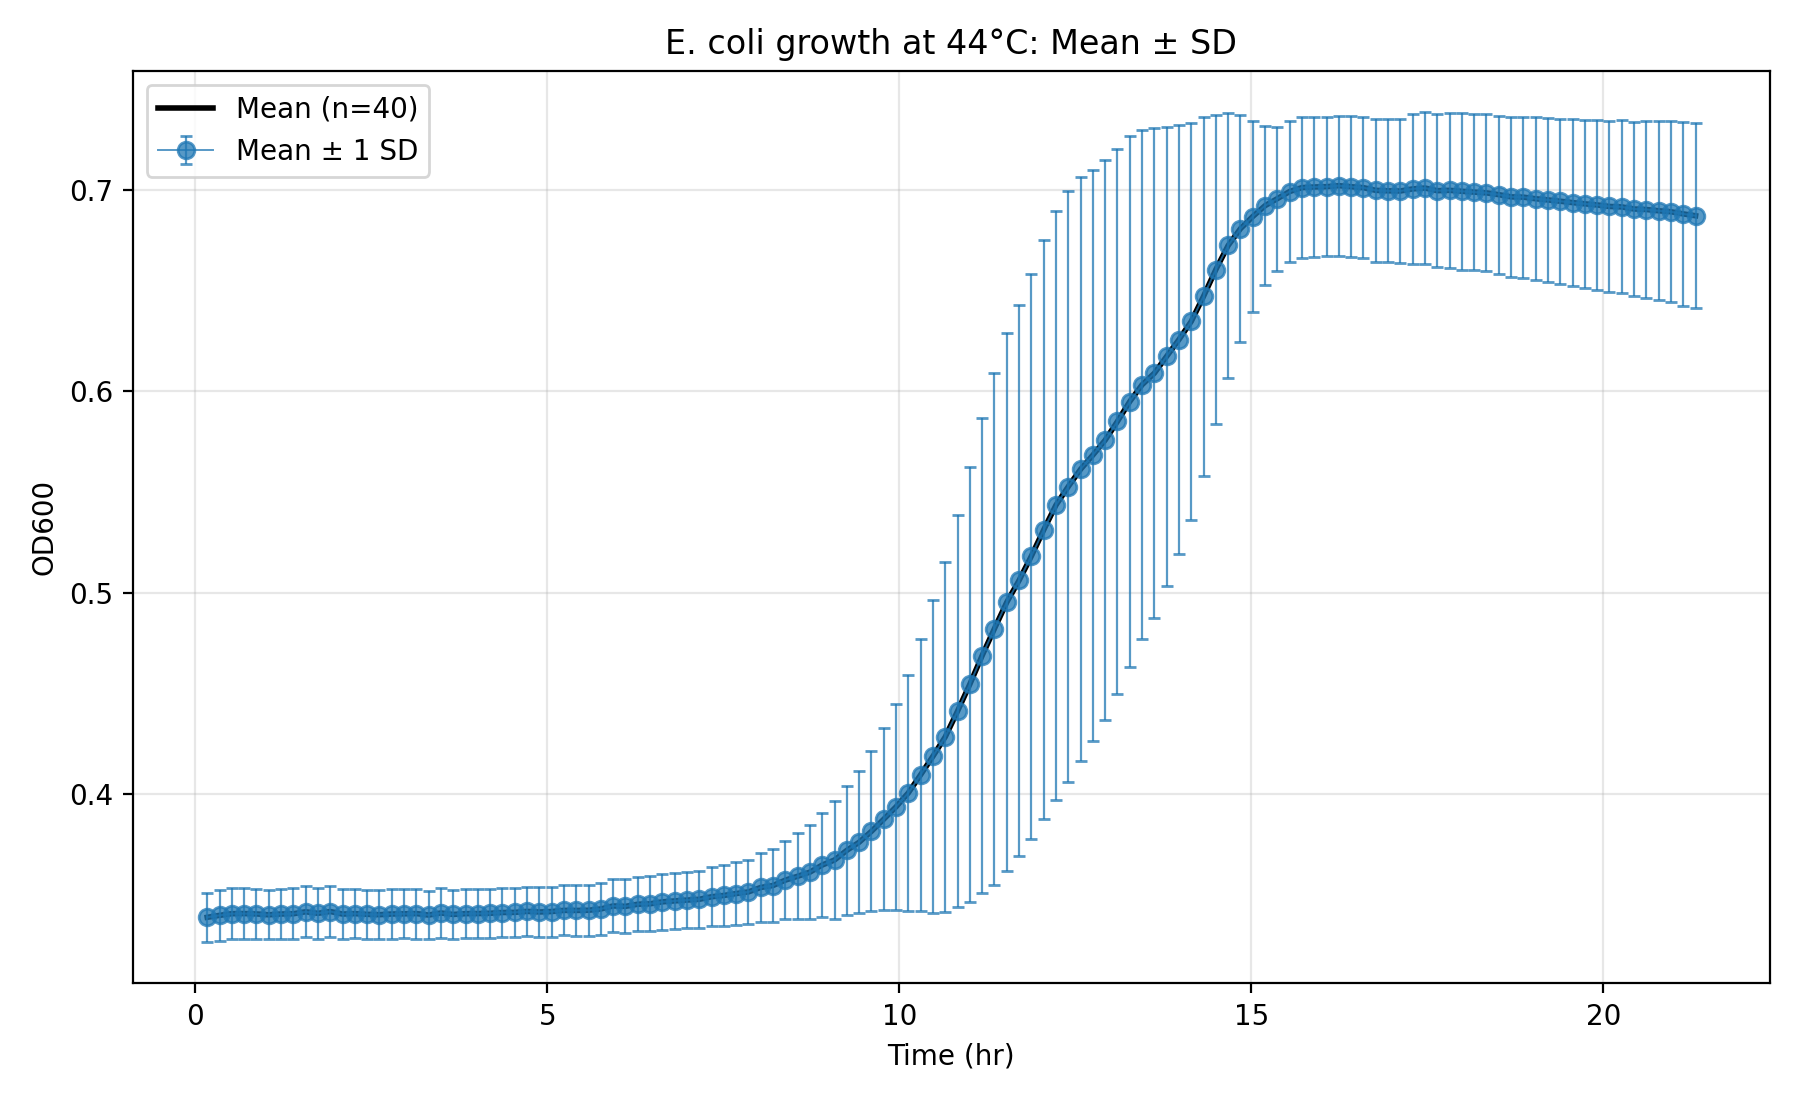 E. coli growth at 44°C: Mean ± SD
Mean (n=40)
Mean ± 1 SD
OD600
0.7
0.6
0.5
0.4
0
5
10
15
20
Time (hr)